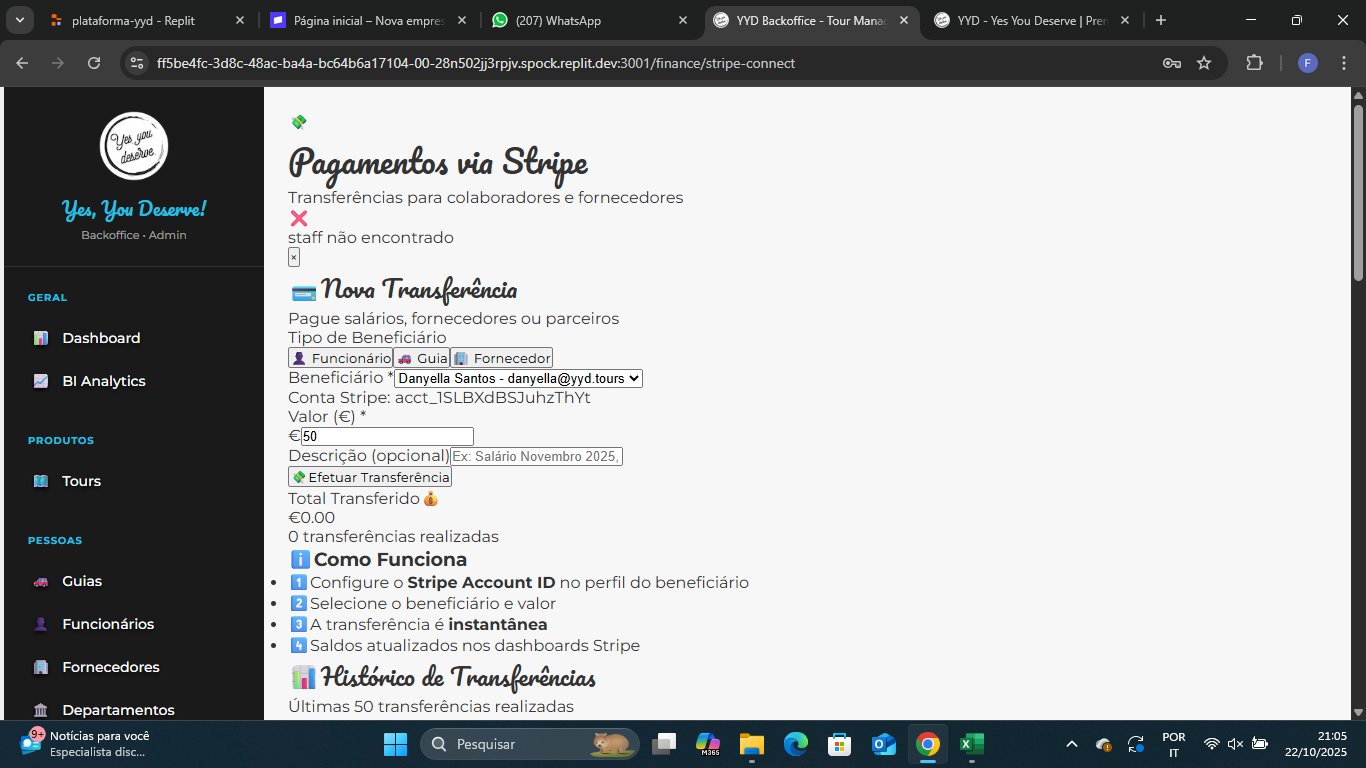 plataforma-yyd - Replit
Página inicial – Nova empres
(207) WhatsApp
YYD Backoffice - Tour Manag
YYD - Yes You Deserve | Prem
ff5be4fc-3d8c-48ac-ba4a-bc64b6a17104-00-28n502jj3rpjv.spock.replit.dev:3001/finance/stripe-connect
F
Yes you deserve.
Yes, You Deserve!
Backoffice • Admin
GERAL
Dashboard
BI Analytics
PRODUTOS
Tours
PESSOAS
Guias
Funcionários
Fornecedores
Departamentos
Pagamentos via Stripe
Transferências para colaboradores e fornecedores
staff não encontrado
×
Nova Transferência
Pague salários, fornecedores ou parceiros
Tipo de Beneficiário
Funcionário Guia Fornecedor
Beneficiário * Danyella Santos - danyella@yyd.tours
Conta Stripe: acct_1SLBXdBSJuhzThYt
Valor (€) *
€ 50
Descrição (opcional) Ex: Salário Novembro 2025,
Efetuar Transferência
Total Transferido
€0.00
0 transferências realizadas
Como Funciona
1 Configure o Stripe Account ID no perfil do beneficiário
2 Selecione o beneficiário e valor
3 A transferência é instantânea
4 Saldos atualizados nos dashboards Stripe
Histórico de Transferências
Últimas 50 transferências realizadas
9+
Notícias para você
Especialista disc...
Pesquisar
M365
POR
IT
21:05
22/10/2025